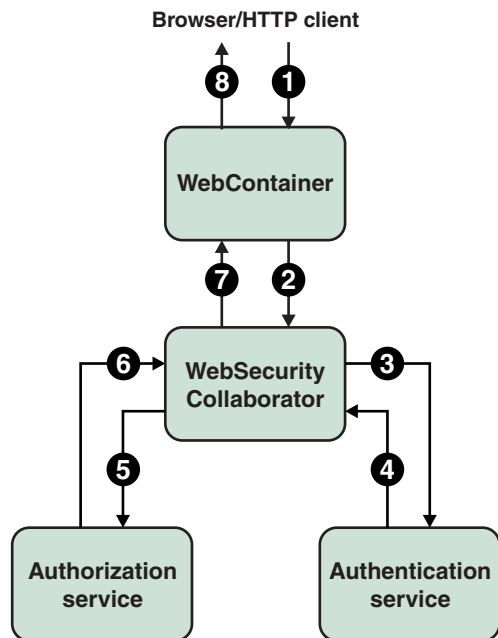 Browser/HTTP client
8
1
WebContainer
7
2
WebSecurity
Collaborator
6
3
5
4
Authorization
service
Authentication
service